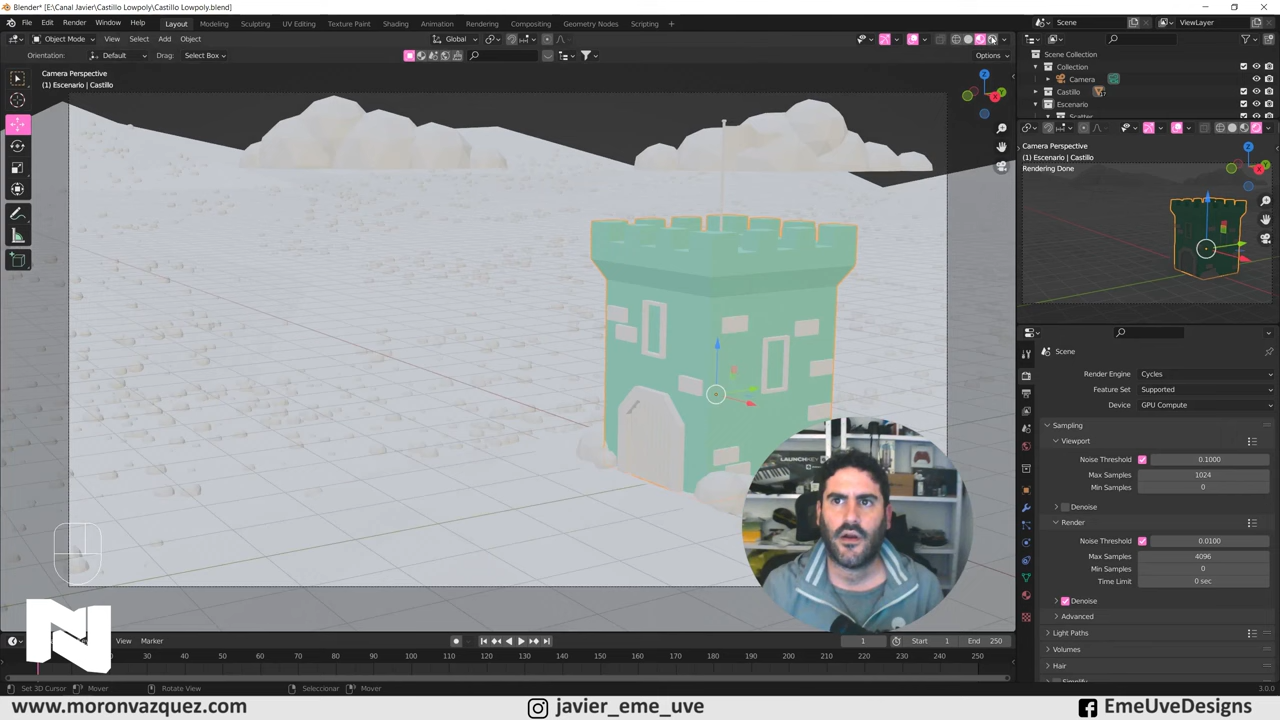 Blender* [E:\Canal Javier\Castillo Lowpoly\Castillo Lowpoly.blend]
File Edit Render Window Help Layout Modeling Sculpting UV Editing Texture Paint Shading Animation Rendering Compositing Geometry Nodes Scripting + Scene ViewLayer
Object Mode View Select Add Object Global
Orientation: Default Drag: Select Box Options
Camera Perspective
(1) Escenario | Castillo
Scene Collection
Collection
Camera
Castillo
Escenario
Scatter
Camera Perspective
(1) Escenario | Castillo
Rendering Done
Scene
Render Engine Cycles
Feature Set Supported
Device GPU Compute
Sampling
Viewport
Noise Threshold 0.1000
Max Samples 1024
Min Samples 0
Denoise
Render
Noise Threshold 0.0100
Max Samples 4096
Min Samples 0
Time Limit 0 sec
Denoise
Advanced
Light Paths
Volumes
Hair
Simplify
LAUNCHKEY
N
View Marker 1 Start 1 End 250
30 40 50 60 70 80 90 100 110 120 130 140 150 160 170 180 190 200 210 220 230 240 250
Set 3D Cursor Mover Rotate View Seleccionar Mover 3.0.0
www.moronvazquez.com javier_eme_uve EmeUveDesigns